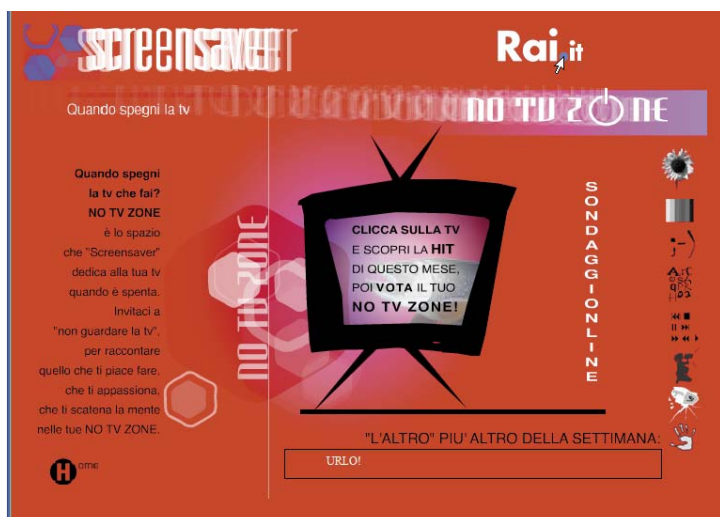 screensaver
Rai.it
Quando spegni la tv
NO TV ZONE
Quando spegni
la tv che fai?
NO TV ZONE
è lo spazio
che "Screensaver"
dedica alla tua tv
quando è spenta.
Invitaci a
"non guardare la tv",
per raccontare
quello che ti piace fare,
che ti appassiona,
che ti scatena la mente
nelle tue NO TV ZONE.
Home
NO TV ZONE
CLICCA SULLA TV
E SCOPRI LA HIT
DI QUESTO MESE,
POI VOTA IL TUO
NO TV ZONE!
SONDAGGIONLINE
;-)
"L'ALTRO" PIU' ALTRO DELLA SETTIMANA:
URLO!